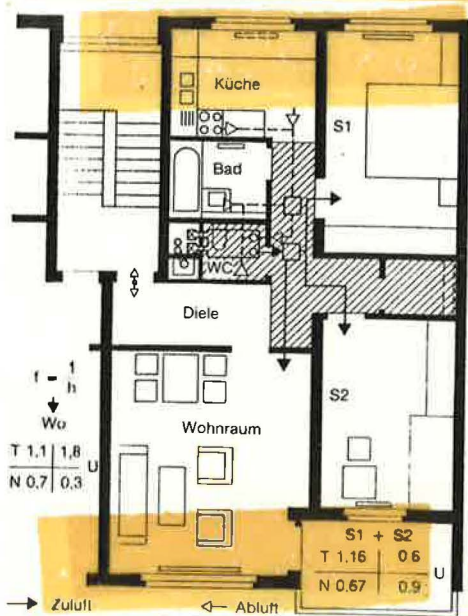 Küche
S1
Bad
WC
Diele
f = 1/h
Wo
T 1.1 | 1,8
N 0.7 | 0,3
U
Wohnraum
S2
S1 + S2
T 1.16 | 0 6
N 0.67 | 0.9
U
Zuluft
Abluft